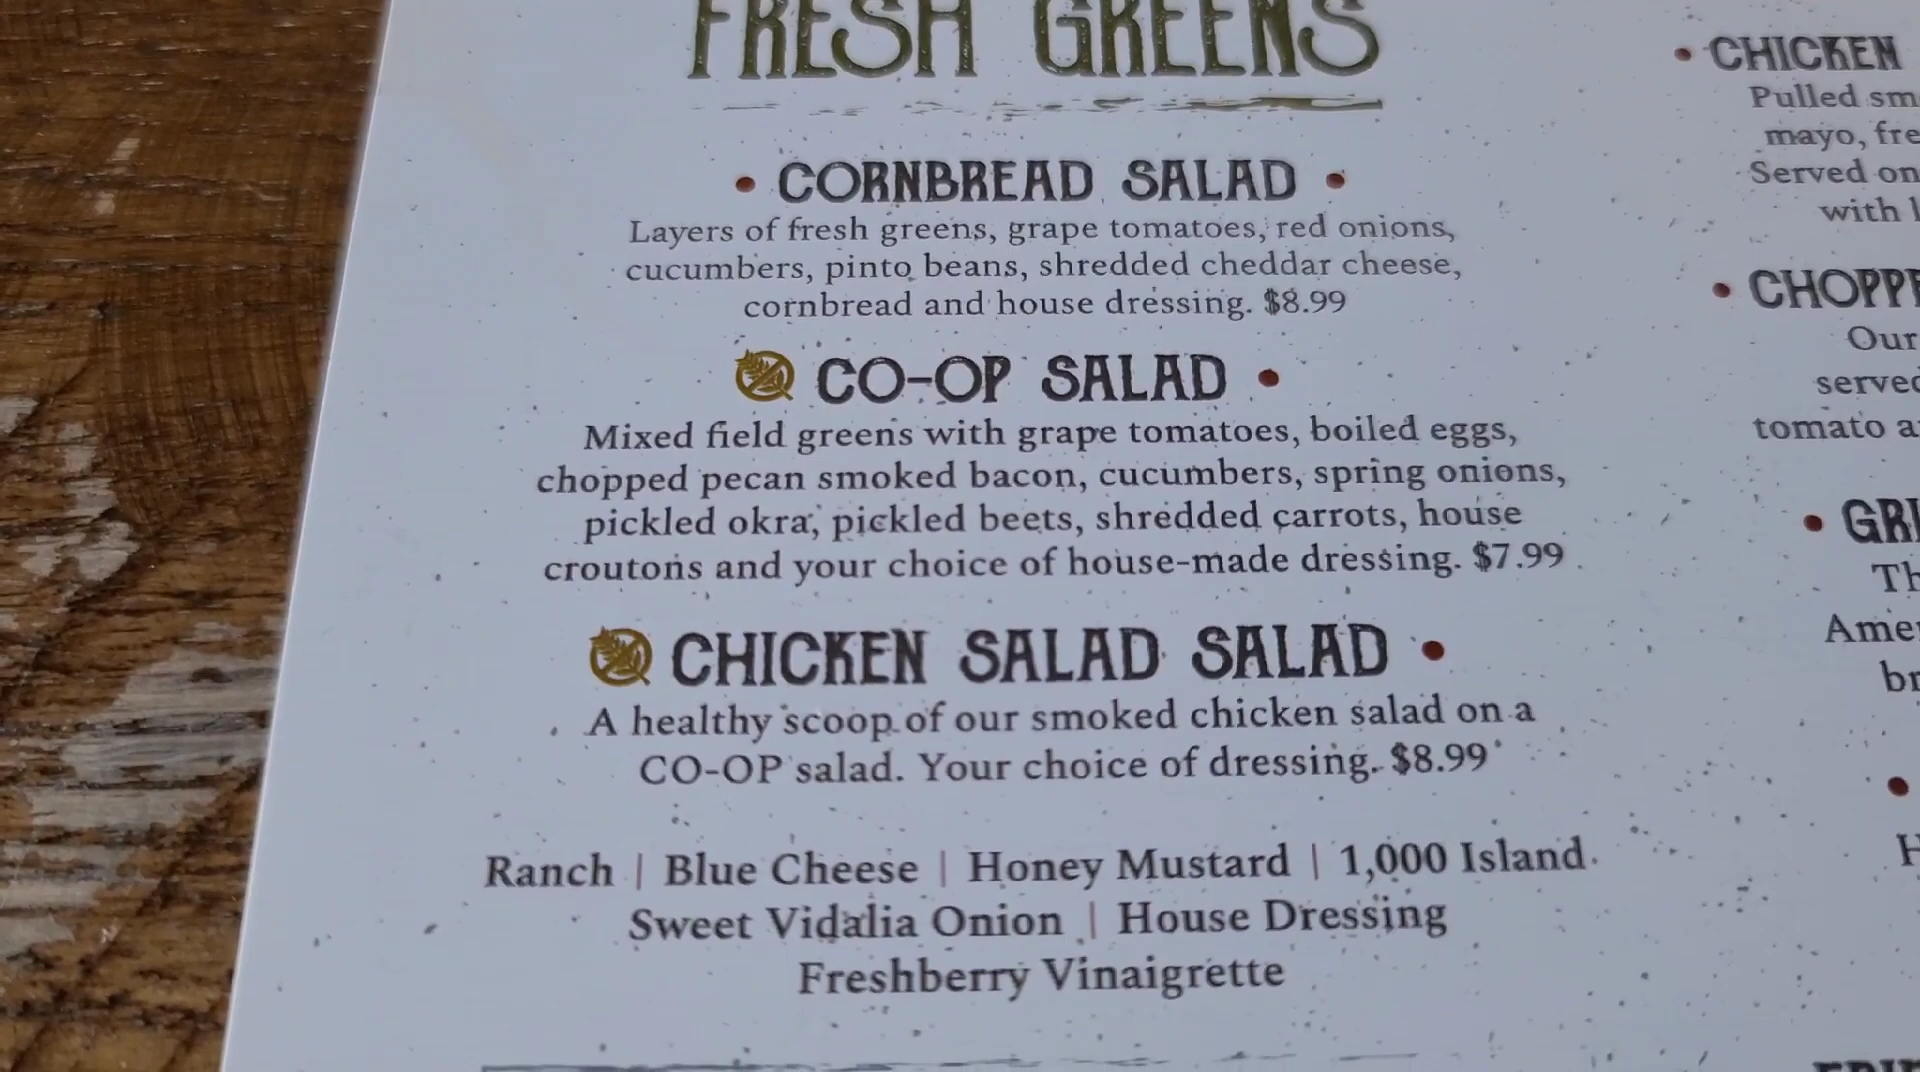 FRESH GREENS
• CORNBREAD SALAD •
Layers of fresh greens, grape tomatoes, red onions,
cucumbers, pinto beans, shredded cheddar cheese,
cornbread and house dressing. $8.99
CO-OP SALAD •
Mixed field greens with grape tomatoes, boiled eggs,
chopped pecan smoked bacon, cucumbers, spring onions,
pickled okra, pickled beets, shredded carrots, house
croutons and your choice of house-made dressing. $7.99
CHICKEN SALAD SALAD •
A healthy scoop of our smoked chicken salad on a
CO-OP salad. Your choice of dressing. $8.99
Ranch | Blue Cheese | Honey Mustard | 1,000 Island
Sweet Vidalia Onion | House Dressing
Freshberry Vinaigrette
• CHICKEN
Pulled sm
mayo, fre
Served on
with l
• CHOPPE
Our
served
tomato a
• GRI
Th
Amer
br
•
H